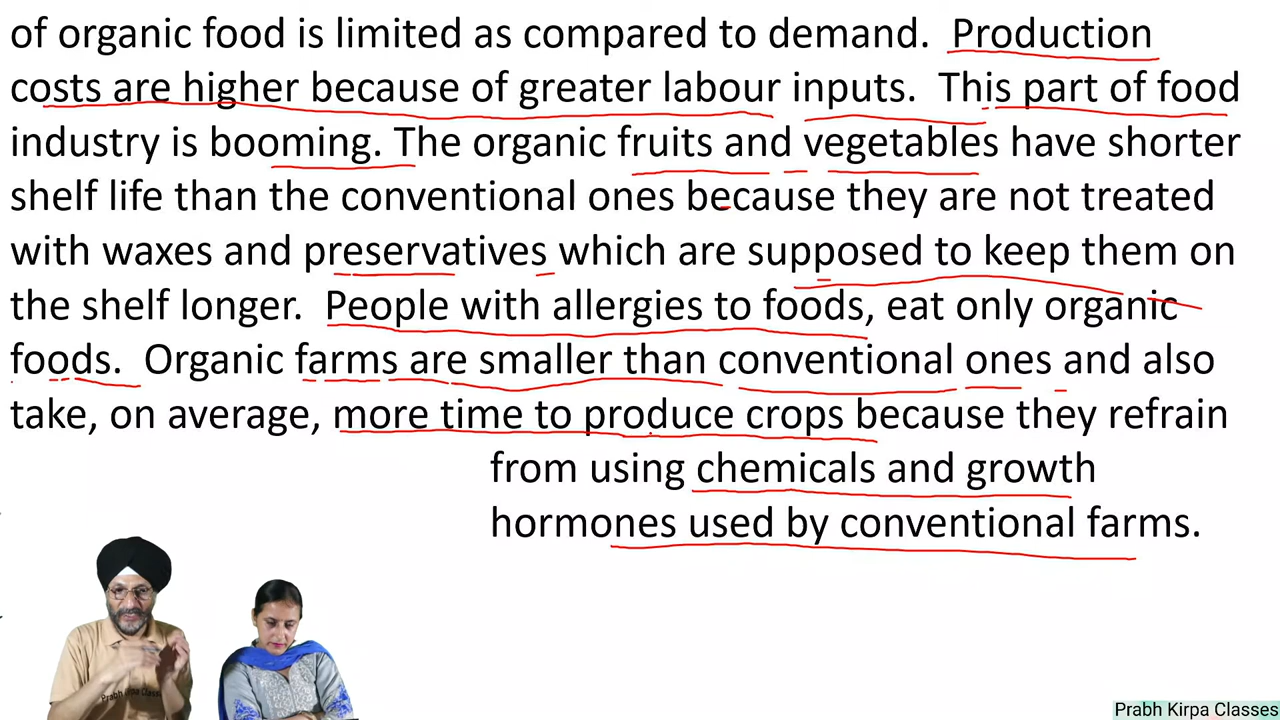 of organic food is limited as compared to demand. Production
costs are higher because of greater labour inputs. This part of food
industry is booming. The organic fruits and vegetables have shorter
shelf life than the conventional ones because they are not treated
with waxes and preservatives which are supposed to keep them on
the shelf longer. People with allergies to foods, eat only organic
foods. Organic farms are smaller than conventional ones and also
take, on average, more time to produce crops because they refrain
from using chemicals and growth
hormones used by conventional farms.
Prabh Kirpa Classes
Prabh Kirpa Classes